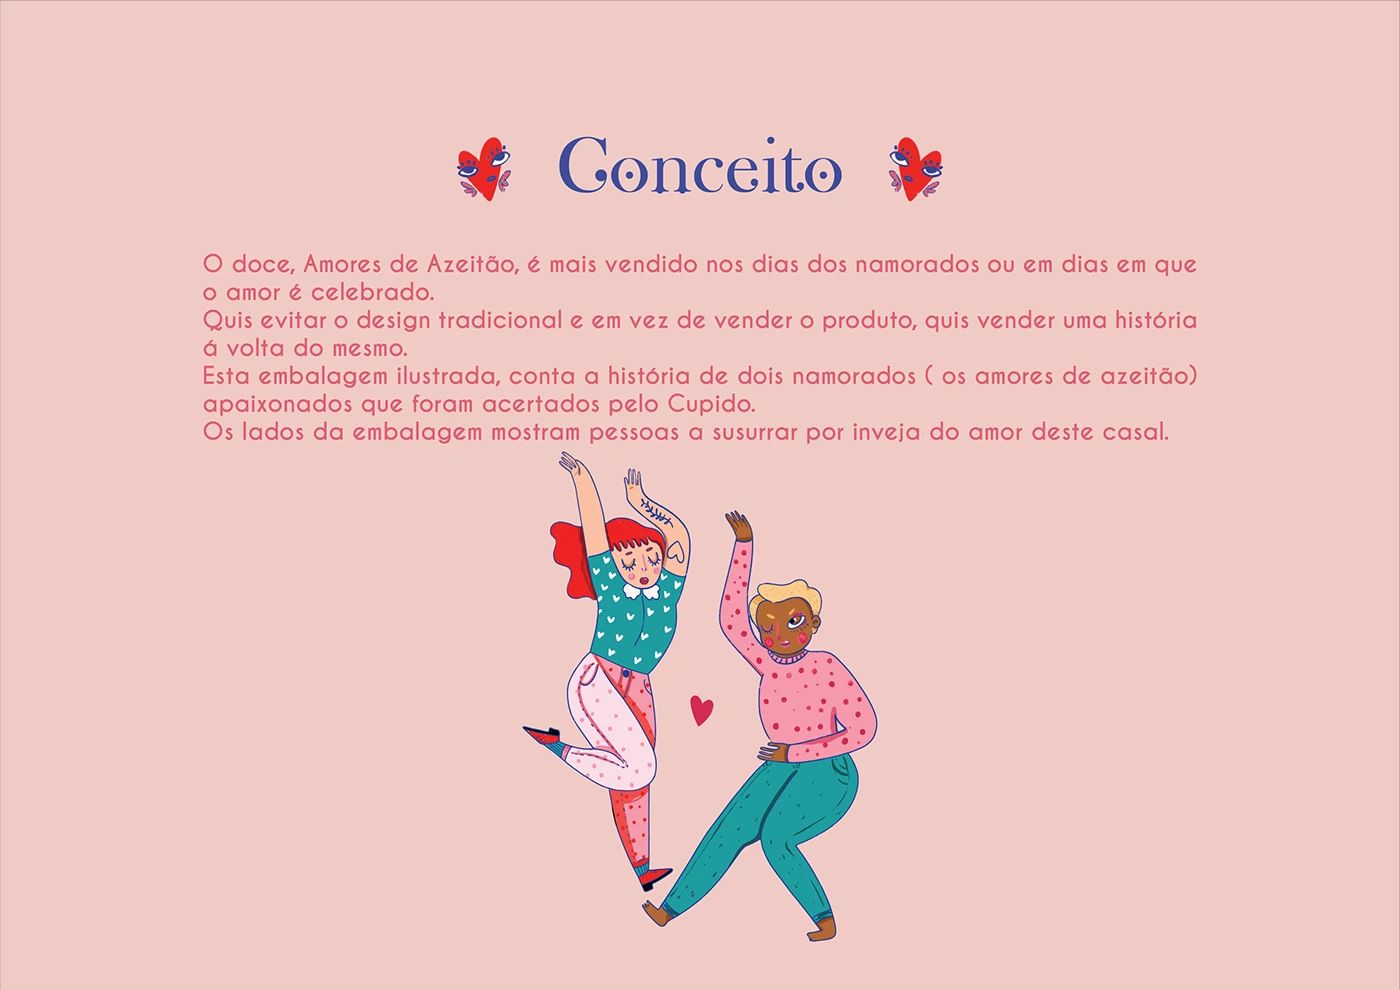 Conceito
O doce, Amores de Azeitão, é mais vendido nos dias dos namorados ou em dias em que
o amor é celebrado.
Quis evitar o design tradicional e em vez de vender o produto, quis vender uma história
á volta do mesmo.
Esta embalagem ilustrada, conta a história de dois namorados ( os amores de azeitão)
apaixonados que foram acertados pelo Cupido.
Os lados da embalagem mostram pessoas a susurrar por inveja do amor deste casal.